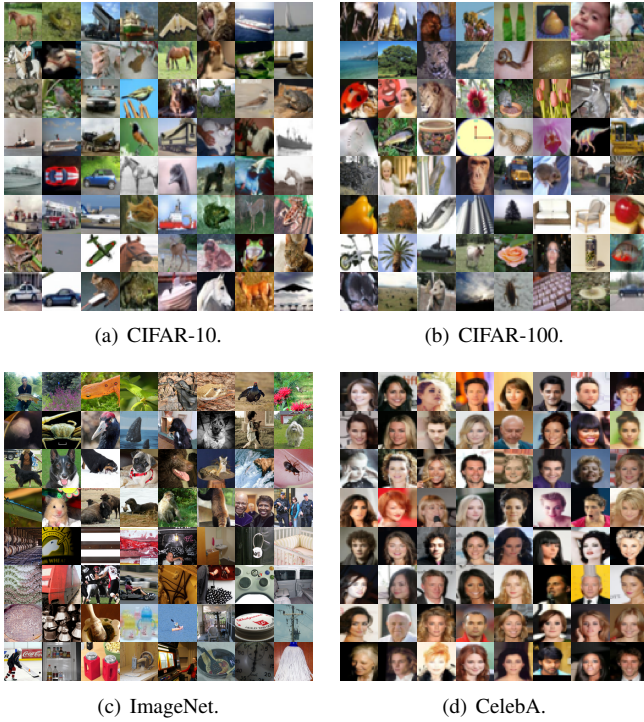 (a) CIFAR-10.
(b) CIFAR-100.
(c) ImageNet.
(d) CelebA.